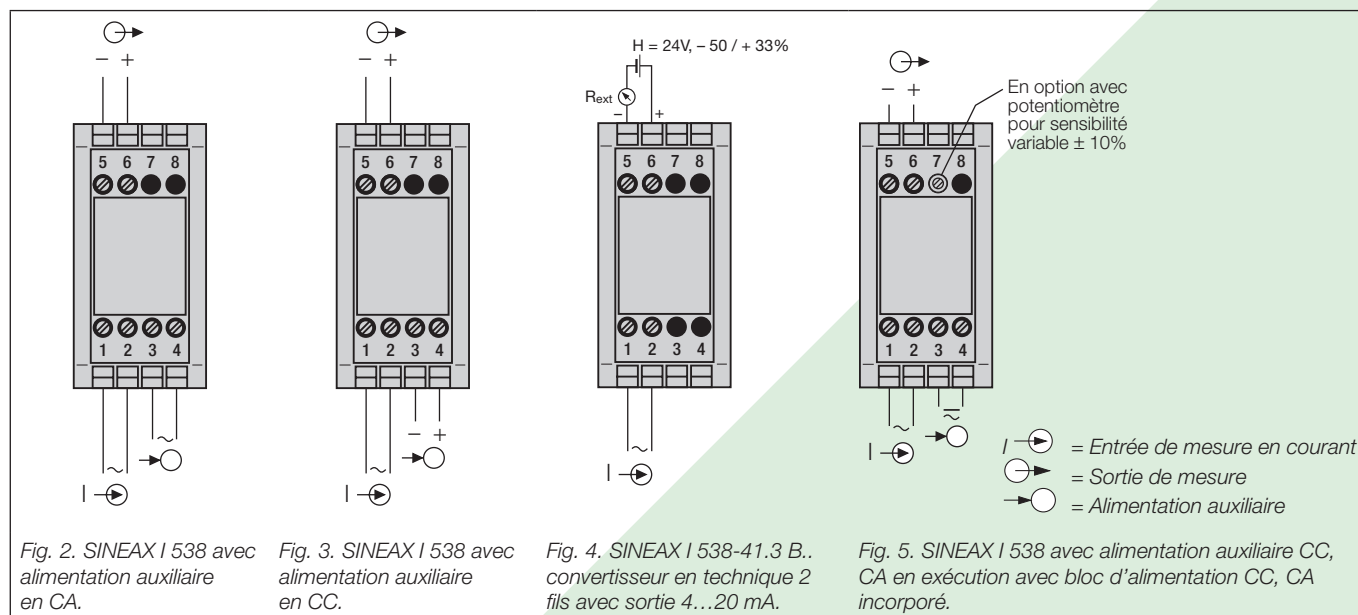 − +
5 6 7 8
1 2 3 4
~ ~
I
Fig. 2. SINEAX I 538 avec
alimentation auxiliaire
en CA.
− +
5 6 7 8
1 2 3 4
~ − +
I
Fig. 3. SINEAX I 538 avec
alimentation auxiliaire
en CC.
H = 24V, – 50 / + 33%
Rext
− +
5 6 7 8
1 2 3 4
~
I
Fig. 4. SINEAX I 538-41.3 B..
convertisseur en technique 2
fils avec sortie 4…20 mA.
− +
En option avec
potentiomètre
pour sensibilité
variable ± 10%
5 6 7 8
1 2 3 4
~ ≂
I
I = Entrée de mesure en courant
= Sortie de mesure
= Alimentation auxiliaire
Fig. 5. SINEAX I 538 avec alimentation auxiliaire CC,
CA en exécution avec bloc d’alimentation CC, CA
incorporé.